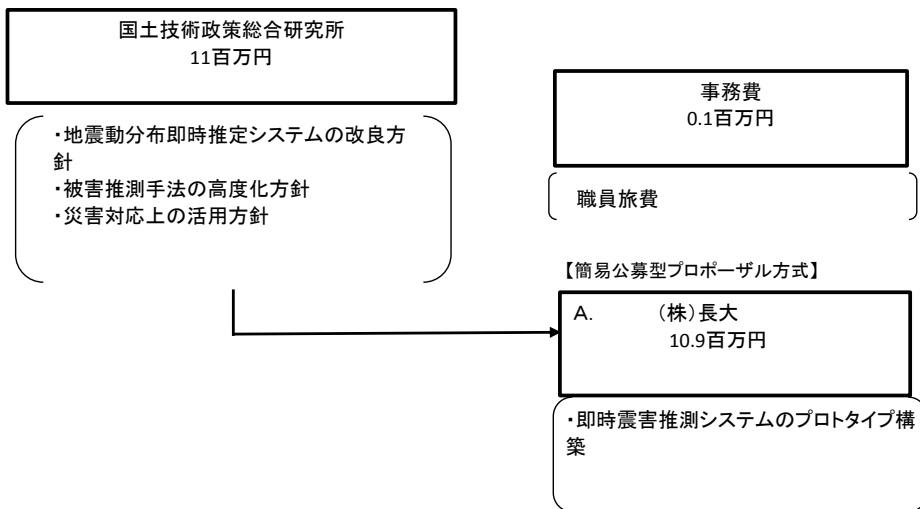 国土技術政策総合研究所
11百万円
・地震動分布即時推定システムの改良方
針
・被害推測手法の高度化方針
・災害対応上の活用方針
事務費
0.1百万円
職員旅費
【簡易公募型プロポーザル方式】
A. (株)長大
10.9百万円
・即時震害推測システムのプロトタイプ構
築